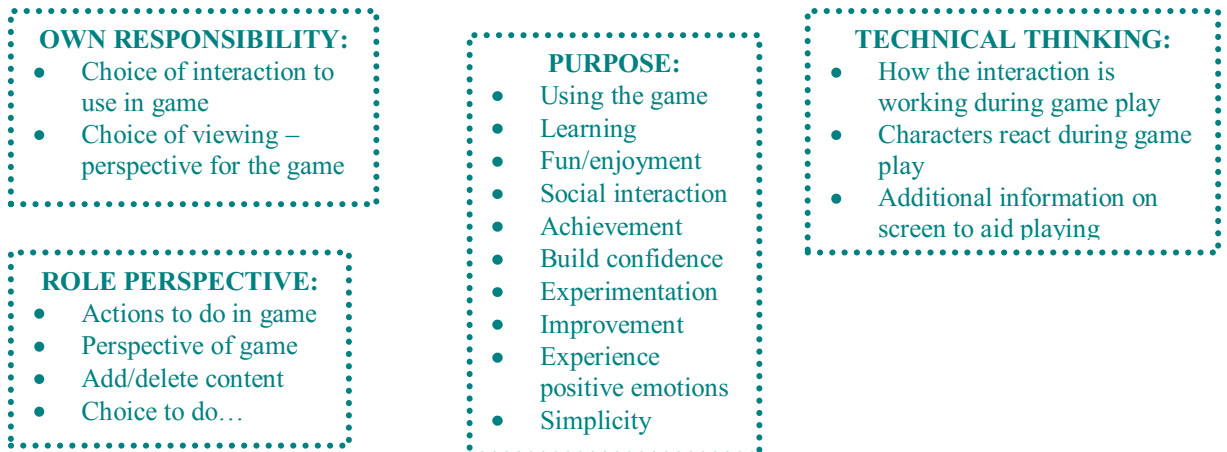 OWN RESPONSIBILITY:
• Choice of interaction to
use in game
• Choice of viewing –
perspective for the game
ROLE PERSPECTIVE:
• Actions to do in game
• Perspective of game
• Add/delete content
• Choice to do…
PURPOSE:
• Using the game
• Learning
• Fun/enjoyment
• Social interaction
• Achievement
• Build confidence
• Experimentation
• Improvement
• Experience
positive emotions
• Simplicity
TECHNICAL THINKING:
• How the interaction is
working during game play
• Characters react during game
play
• Additional information on
screen to aid playing